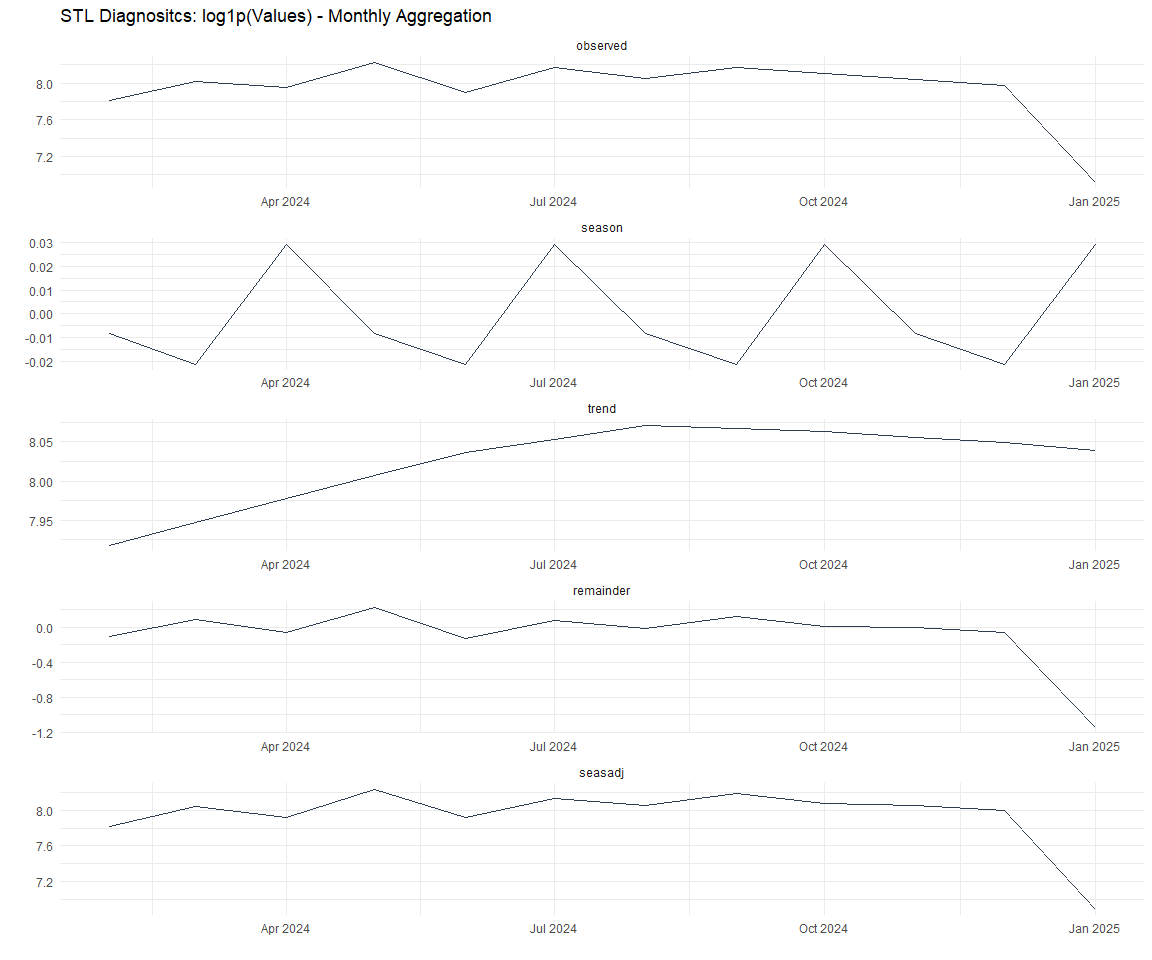 STL Diagnositcs: log1p(Values) - Monthly Aggregation
observed
8.0
7.6
7.2
Apr 2024 Jul 2024 Oct 2024 Jan 2025
season
0.03
0.02
0.01
0.00
-0.01
-0.02
Apr 2024 Jul 2024 Oct 2024 Jan 2025
trend
8.05
8.00
7.95
Apr 2024 Jul 2024 Oct 2024 Jan 2025
remainder
0.0
-0.4
-0.8
-1.2
Apr 2024 Jul 2024 Oct 2024 Jan 2025
seasadj
8.0
7.6
7.2
Apr 2024 Jul 2024 Oct 2024 Jan 2025